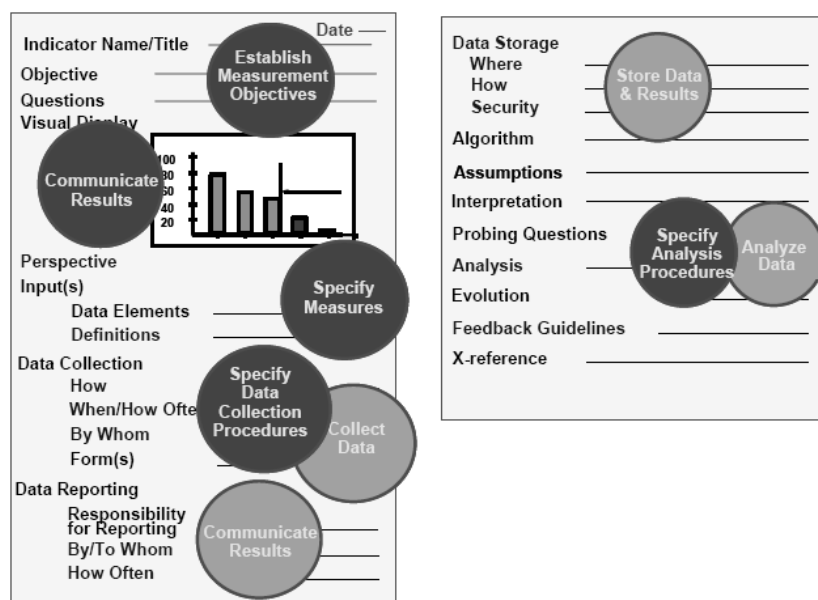 Date
Indicator Name/Title
Establish
Measurement
Objectives
Objective
Questions
Visual Display
100
80
60
40
20
Communicate
Results
Perspective
Input(s)
Data Elements
Definitions
Specify
Measures
Data Collection
How
When/How Ofte
By Whom
Form(s)
Specify
Data
Collection
Procedures
Collect
Data
Data Reporting
Responsibility
for Reporting
By/To Whom
How Often
Communicate
Results
Data Storage
Where
How
Security
Store Data
& Results
Algorithm
Assumptions
Interpretation
Probing Questions
Analysis
Evolution
Specify
Analysis
Procedures
Analyze
Data
Feedback Guidelines
X-reference